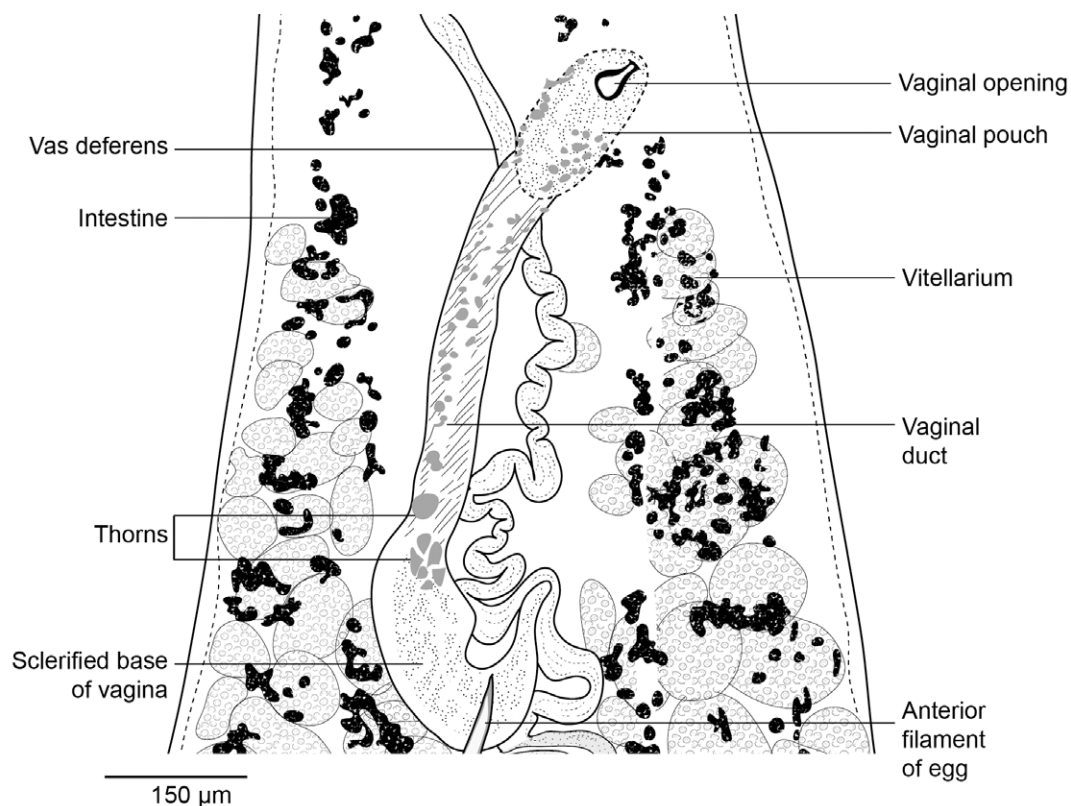 Vaginal opening
Vaginal pouch
Vas deferens
Intestine
Vitellarium
Vaginal
duct
Thorns
Sclerified base
of vagina
Anterior
filament
of egg
150 µm